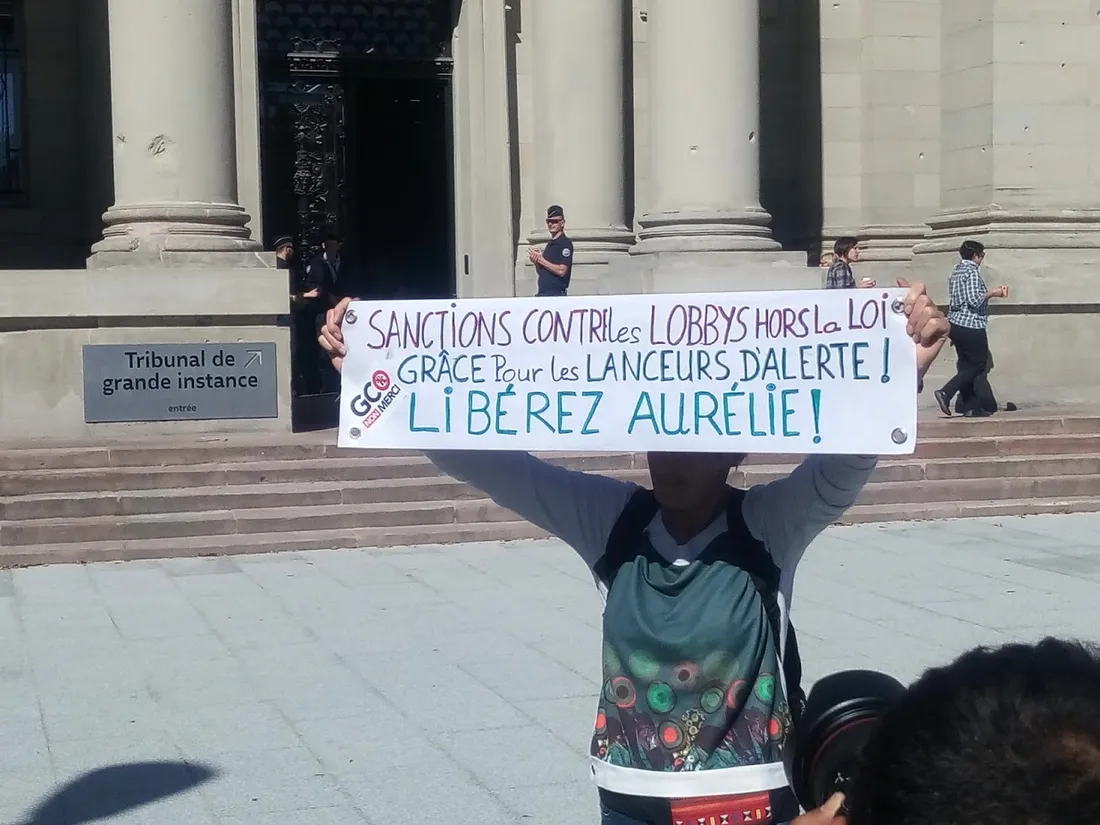 Tribunal de
grande instance
entrée
SANCTIONS CONTRE les LOBBYS HORS La LOI
GRÂCE Pour les LANCEURS D'ALERTE !
LiBÉREZ AURÉLIE !
GCO
NON MERCI